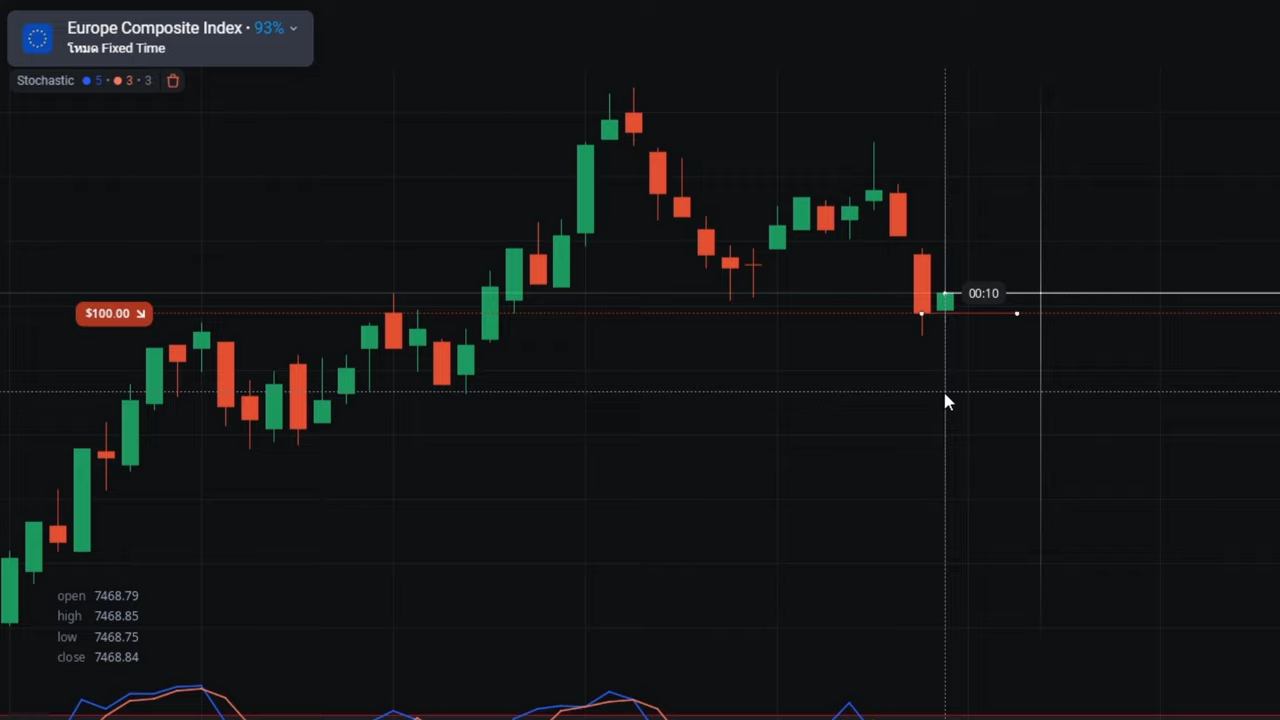 Europe Composite Index • 93%
โหมด Fixed Time
Stochastic 5 • 3 • 3
$100.00
00:10
open 7468.79
high 7468.85
low 7468.75
close 7468.84